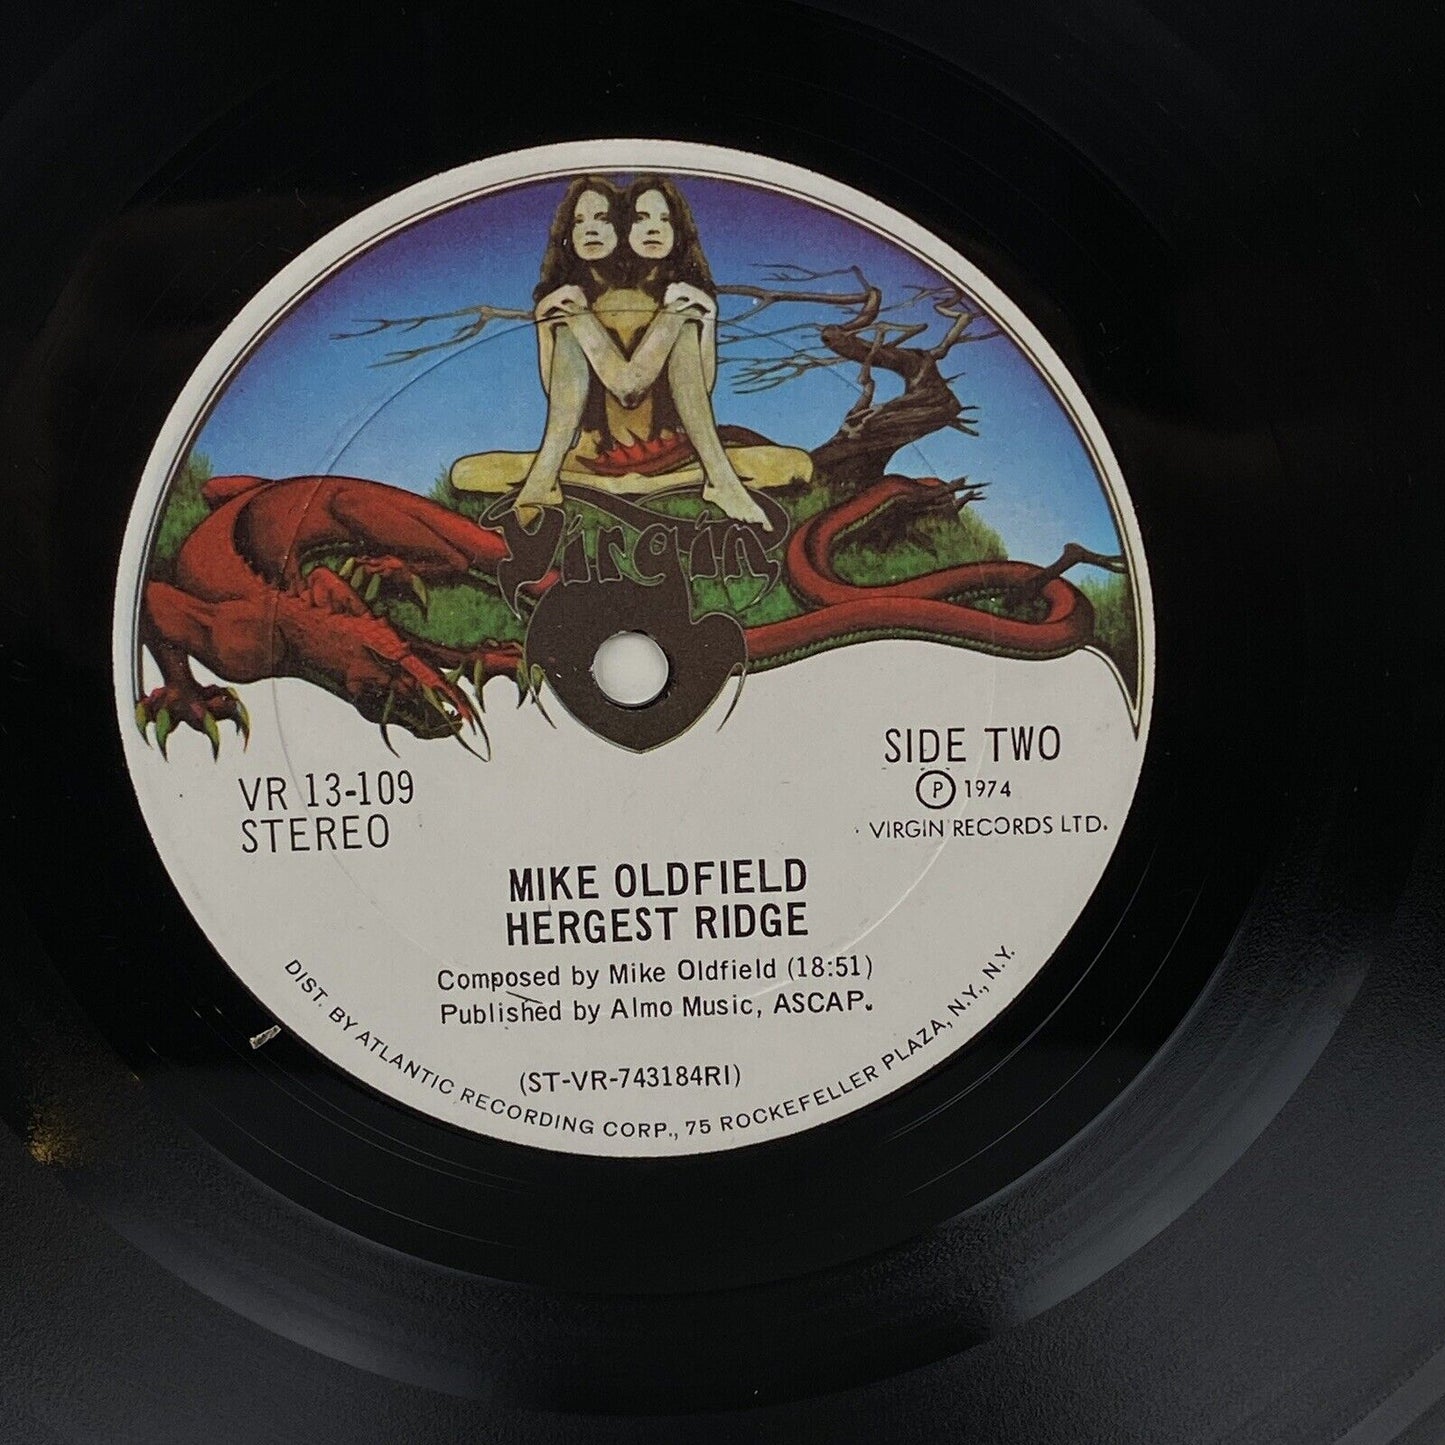 Virgin
SIDE TWO
Ⓟ 1974
VIRGIN RECORDS LTD.
VR 13-109
STEREO
MIKE OLDFIELD
HERGEST RIDGE
Composed by Mike Oldfield (18:51)
Published by Almo Music, ASCAP.
(ST-VR-743184RI)
DIST. BY ATLANTIC RECORDING CORP., 75 ROCKEFELLER PLAZA, N.Y., N.Y.